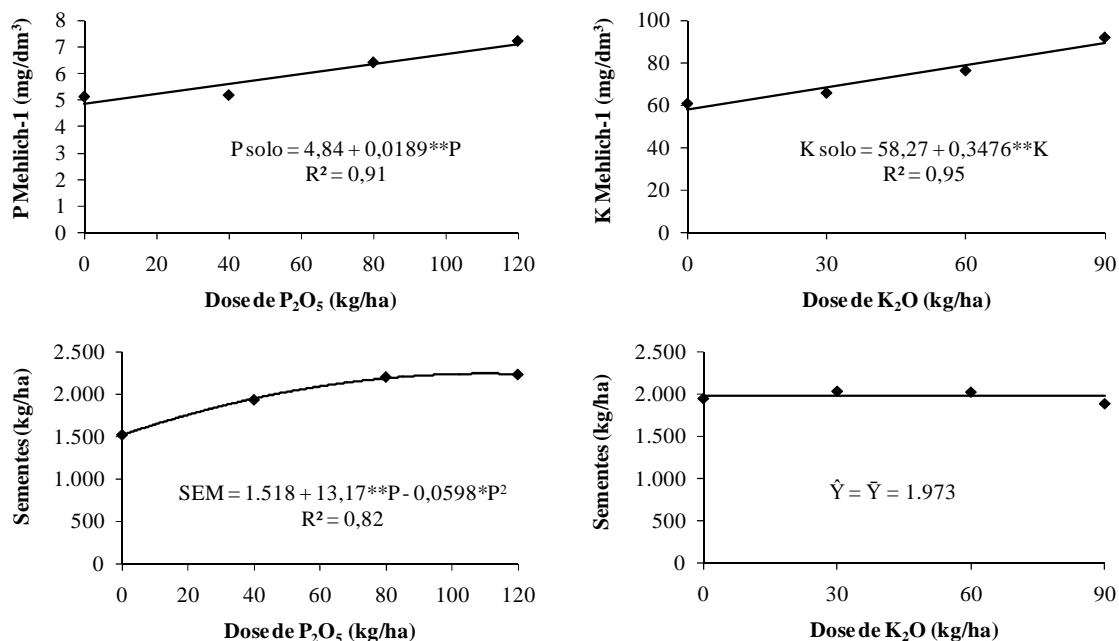 P Mehlich-1 (mg/dm³)
8
7
6
5
4
3
2
1
0
P solo = 4,84 + 0,0189**P
R² = 0,91
0 20 40 60 80 100 120
Dose de P₂O₅ (kg/ha)
K Mehlich-1 (mg/dm³)
100
80
60
40
20
0
K solo = 58,27 + 0,3476**K
R² = 0,95
0 30 60 90
Dose de K₂O (kg/ha)
Sementes (kg/ha)
2.500
2.000
1.500
1.000
500
0
SEM = 1.518 + 13,17**P - 0,0598*P²
R² = 0,82
0 20 40 60 80 100 120
Dose de P₂O₅ (kg/ha)
Sementes (kg/ha)
2.500
2.000
1.500
1.000
500
0
Ŷ = Ȳ = 1.973
0 30 60 90
Dose de K₂O (kg/ha)